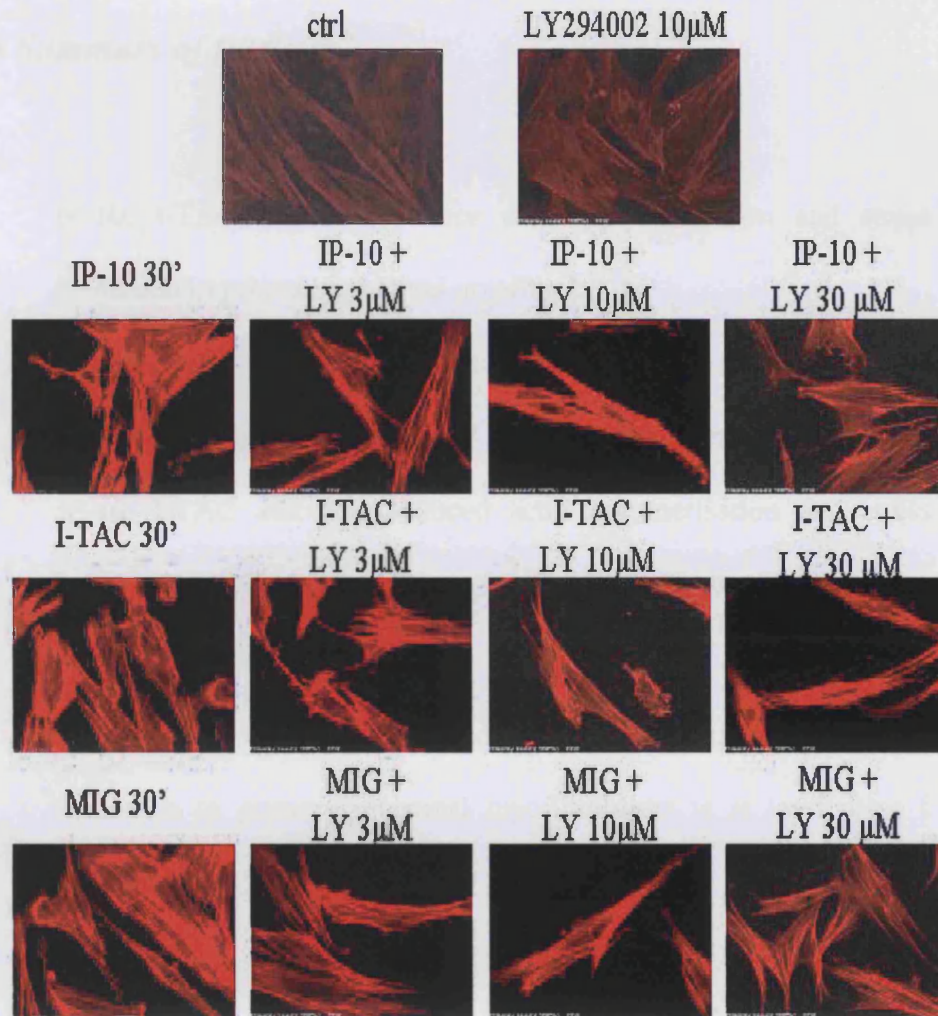 ctrl
LY294002 10µM
IP-10 30’
IP-10 +
LY 3µM
IP-10 +
LY 10µM
IP-10 +
LY 30 µM
I-TAC 30’
I-TAC +
LY 3µM
I-TAC +
LY 10µM
I-TAC +
LY 30 µM
MIG 30’
MIG +
LY 3µM
MIG +
LY 10µM
MIG +
LY 30 µM